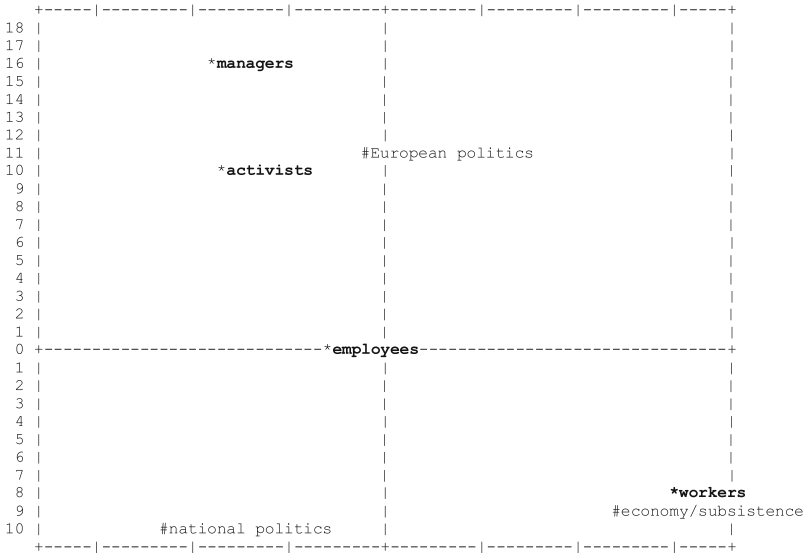 +-----|--------|--------|--------+--------|--------|--------|-----+
18 | | |
17 | | |
16 | *managers | |
15 | | |
14 | | |
13 | | |
12 | | |
11 | #European politics |
10 | *activists | |
9 | | |
8 | | |
7 | | |
6 | | |
5 | | |
4 | | |
3 | | |
2 | | |
1 | | |
0 +---------------------------*employees------------------------------+
1 | | |
2 | | |
3 | | |
4 | | |
5 | | |
6 | | |
7 | | |
8 | | *workers
9 | | #economy/subsistence
10 | #national politics | |
+-----|--------|--------|--------+--------|--------|--------|-----+